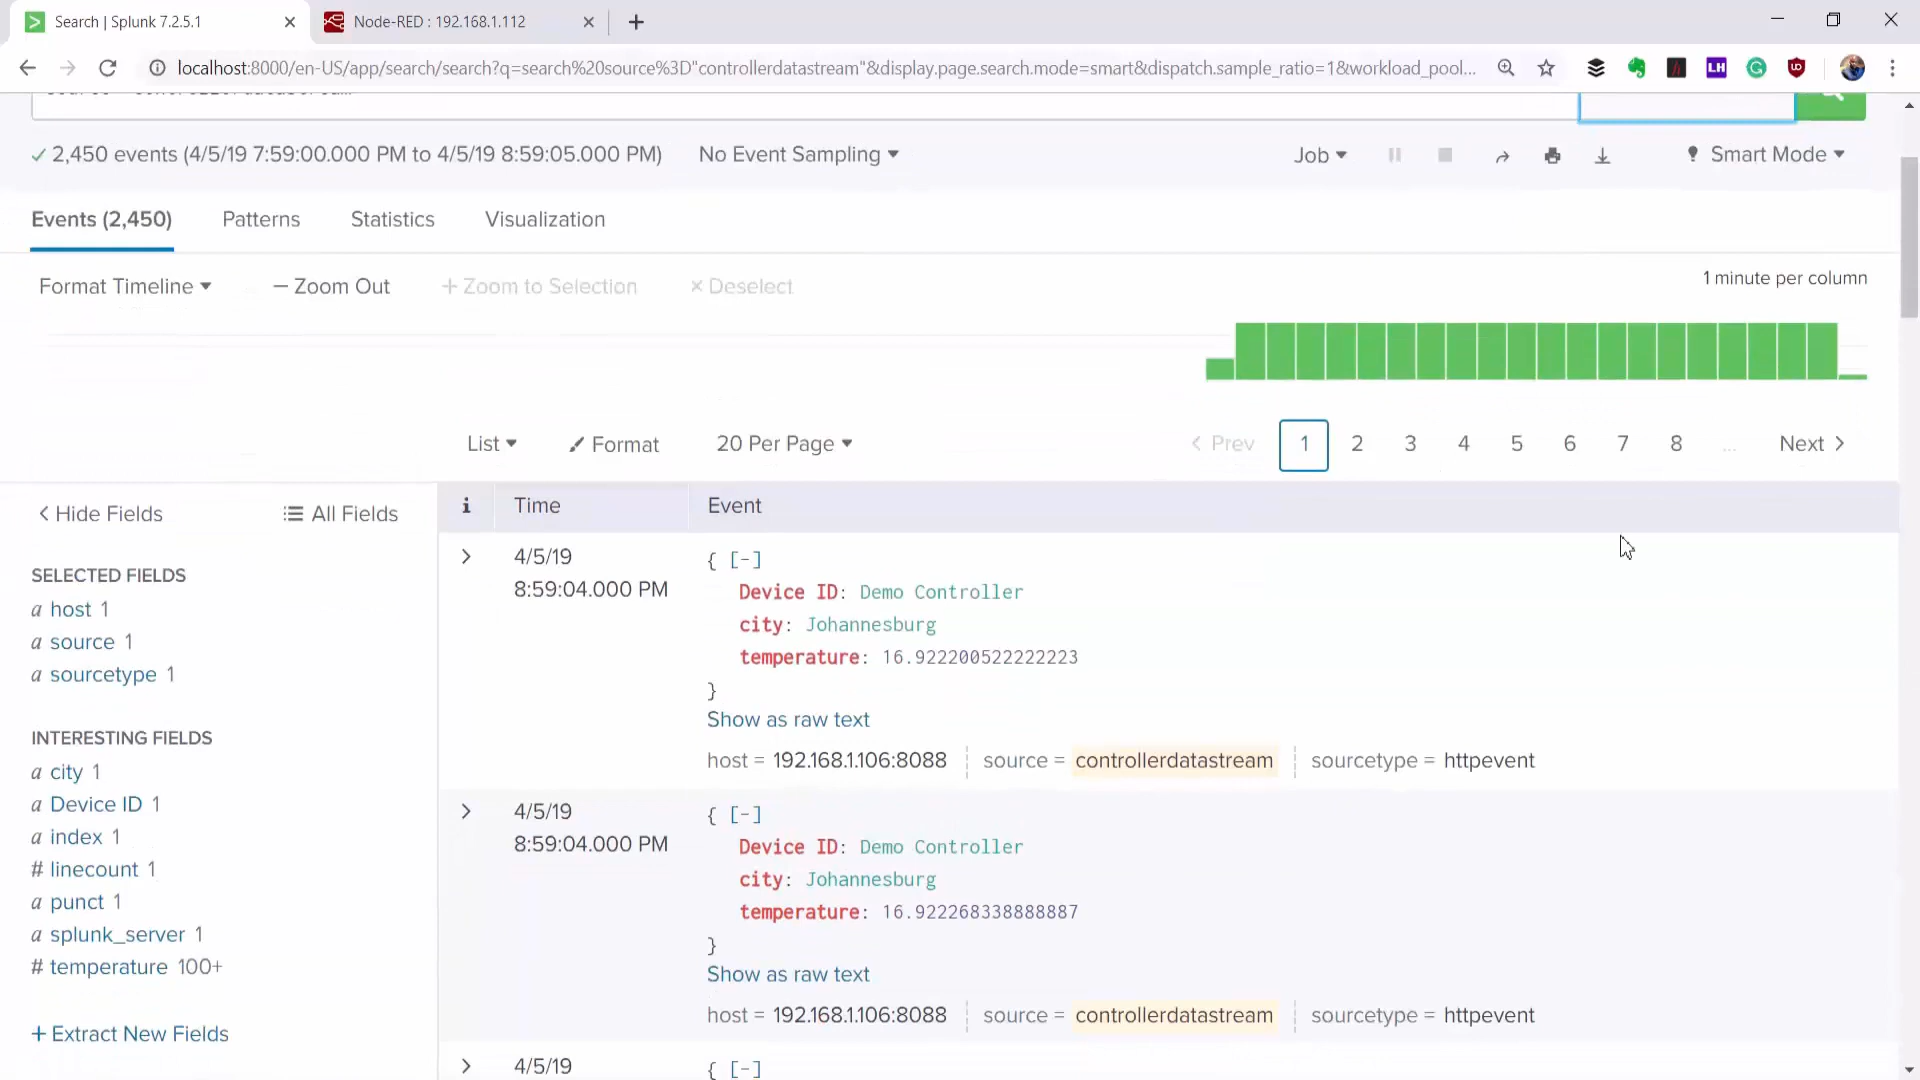 Search | Splunk 7.2.5.1
Node-RED : 192.168.1.112
localhost:8000/en-US/app/search/search?q=search%20source%3D"controllerdatastream"&display.page.search.mode=smart&dispatch.sample_ratio=1&workload_pool...
2,450 events (4/5/19 7:59:00.000 PM to 4/5/19 8:59:05.000 PM)
No Event Sampling
Job
Smart Mode
Events (2,450)
Patterns
Statistics
Visualization
Format Timeline
— Zoom Out
+ Zoom to Selection
× Deselect
1 minute per column
List
Format
20 Per Page
< Prev
1
2
3
4
5
6
7
8
...
Next >
< Hide Fields
All Fields
i
Time
Event
SELECTED FIELDS
a host 1
a source 1
a sourcetype 1
INTERESTING FIELDS
a city 1
a Device ID 1
a index 1
# linecount 1
a punct 1
a splunk_server 1
# temperature 100+
+ Extract New Fields
>
4/5/19
8:59:04.000 PM
{ [-]
Device ID: Demo Controller
city: Johannesburg
temperature: 16.922200522222223
}
Show as raw text
host = 192.168.1.106:8088
source = controllerdatastream
sourcetype = httpevent
>
4/5/19
8:59:04.000 PM
{ [-]
Device ID: Demo Controller
city: Johannesburg
temperature: 16.922268338888887
}
Show as raw text
host = 192.168.1.106:8088
source = controllerdatastream
sourcetype = httpevent
>
4/5/19
{ [-]